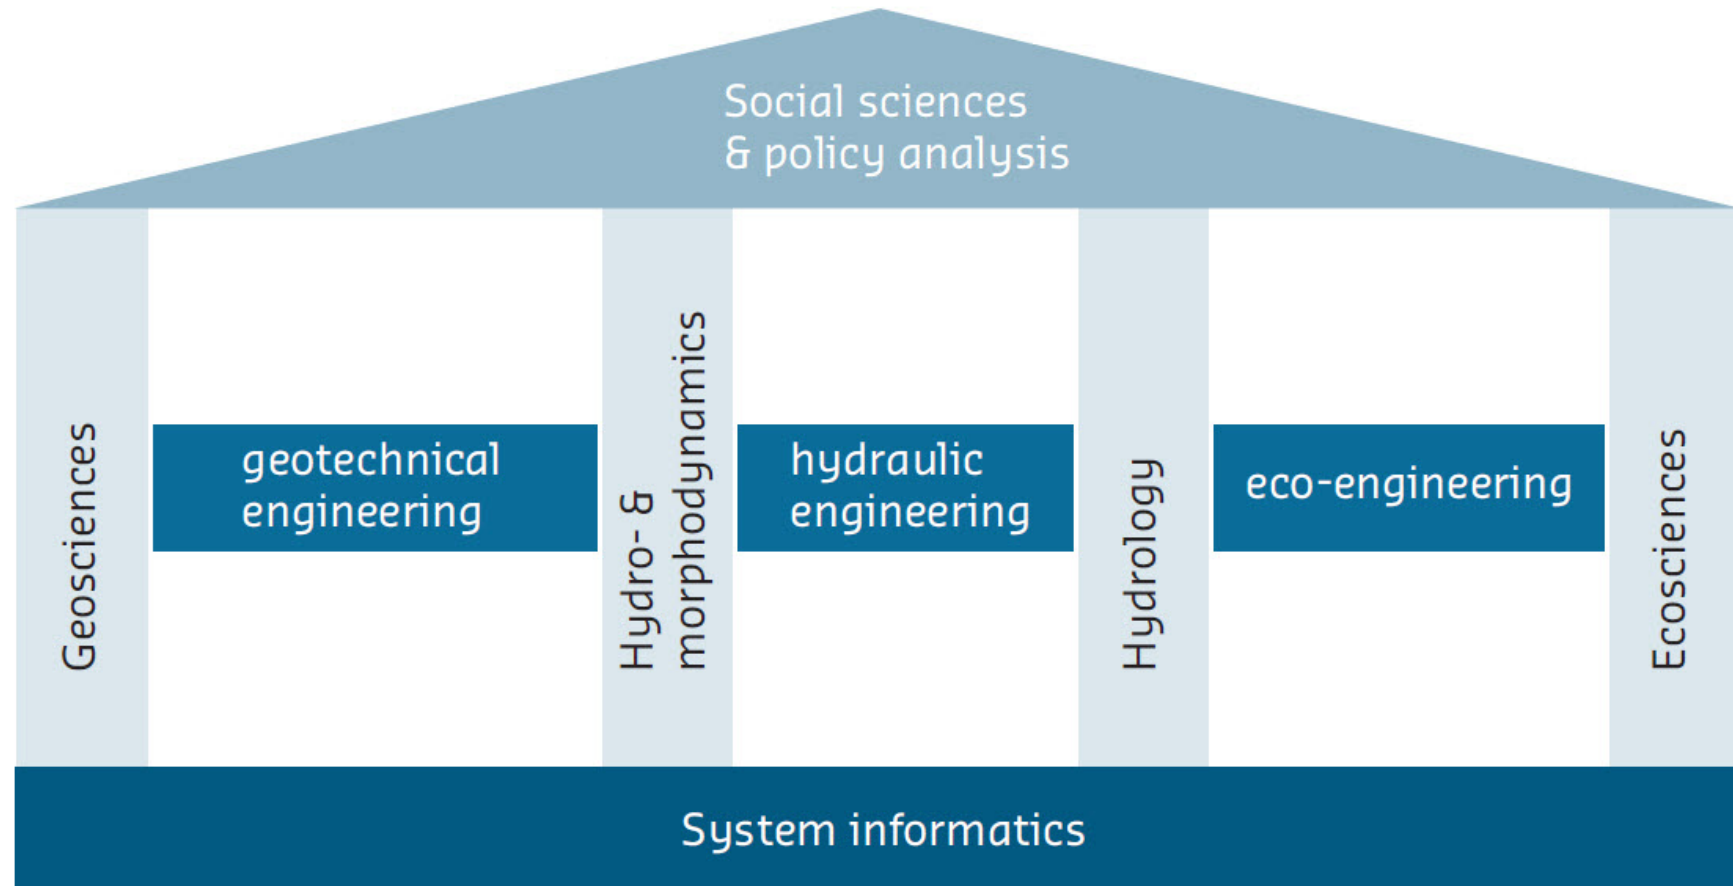 Social sciences
& policy analysis
Geosciences
geotechnical
engineering
Hydro- &
morphodynamics
hydraulic
engineering
Hydrology
eco-engineering
Ecosciences
System informatics